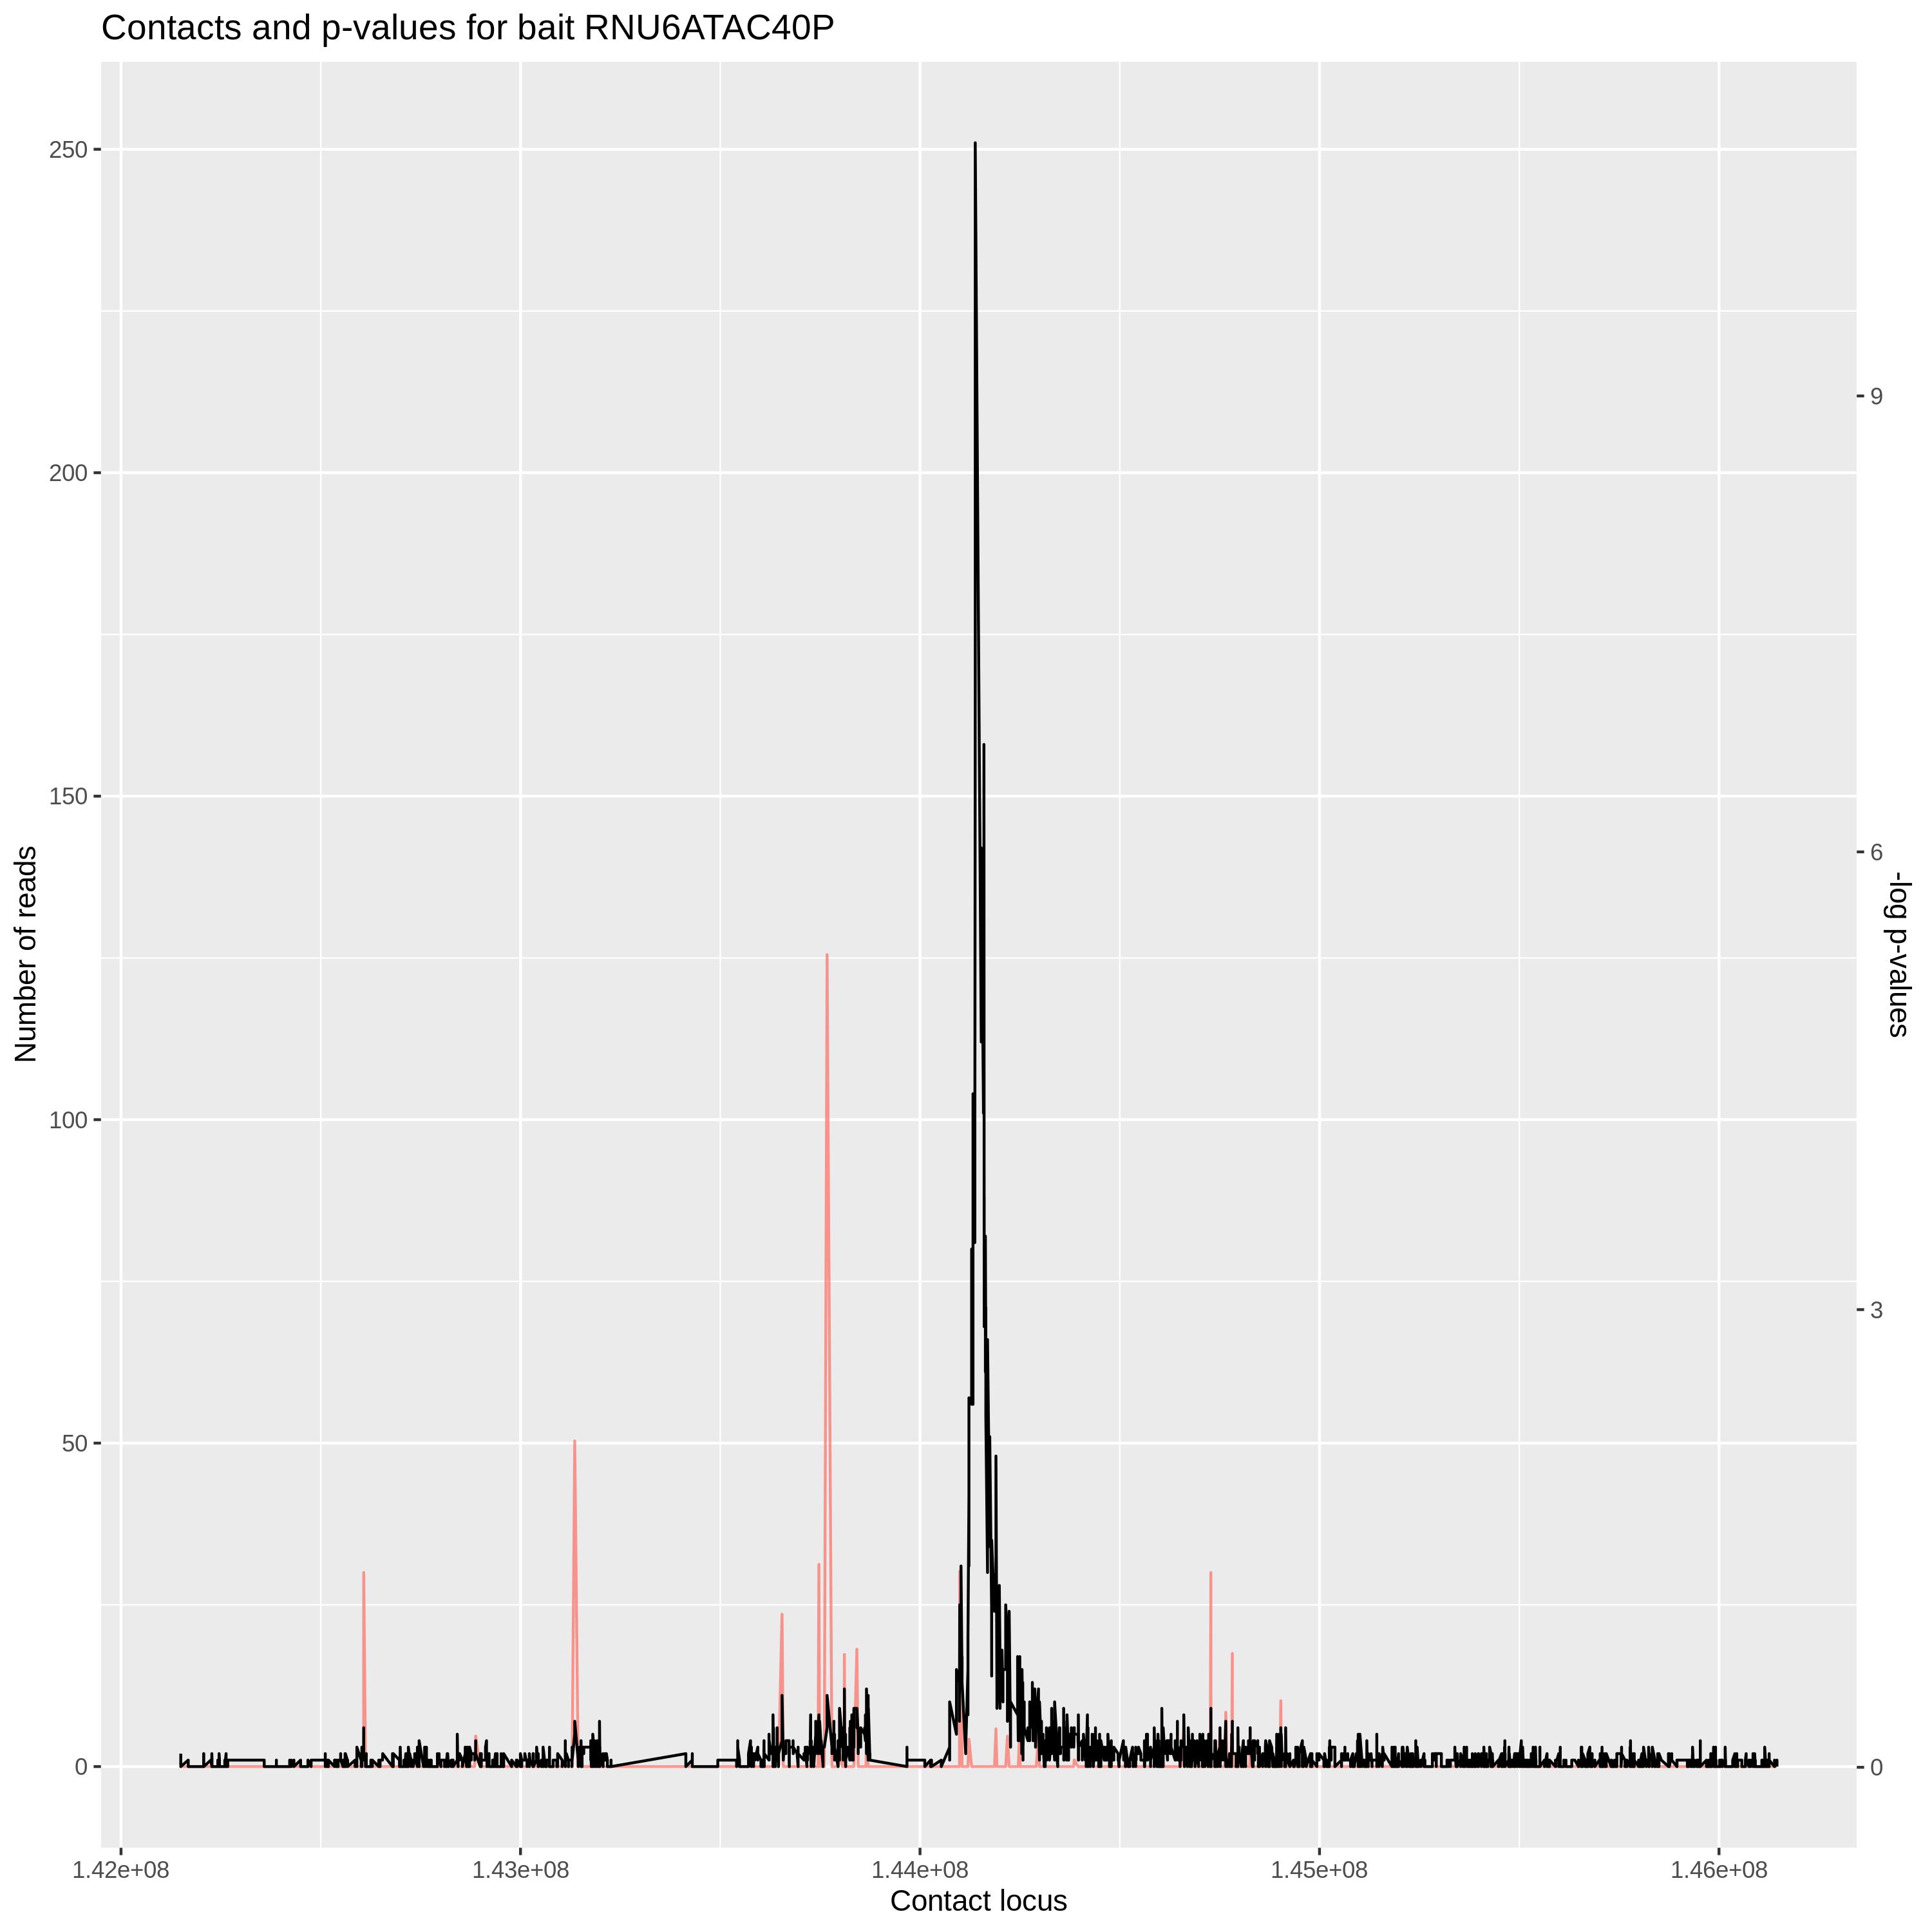 Contacts and p-values for bait RNU6ATAC40P
250
200
150
100
50
0
Number of reads
9
6
3
0
-log p-values
1.42e+08
1.43e+08
1.44e+08
1.45e+08
1.46e+08
Contact locus